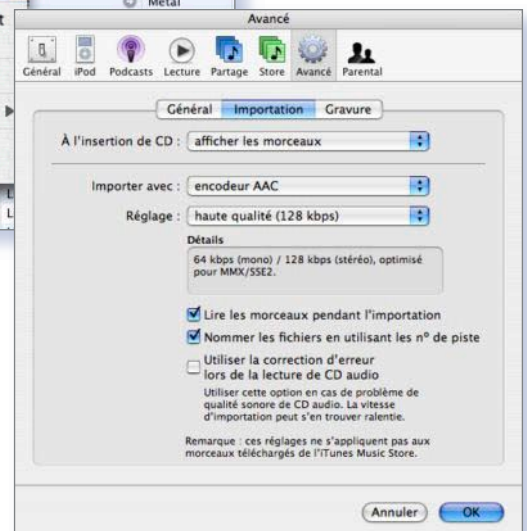 Métal
t
Avancé
Général iPod Podcasts Lecture Partage Store Avancé Parental
Général Importation Gravure
À l'insertion de CD : afficher les morceaux
Importer avec : encodeur AAC
Réglage : haute qualité (128 kbps)
Détails
64 kbps (mono) / 128 kbps (stéréo), optimisé
pour MMX/SSE2.
Lire les morceaux pendant l'importation
Nommer les fichiers en utilisant les nº de piste
Utiliser la correction d'erreur
lors de la lecture de CD audio
Utiliser cette option en cas de problème de
qualité sonore de CD audio. La vitesse
d'importation peut s'en trouver ralentie.
Remarque : ces réglages ne s'appliquent pas aux
morceaux téléchargés de l'iTunes Music Store.
Annuler OK